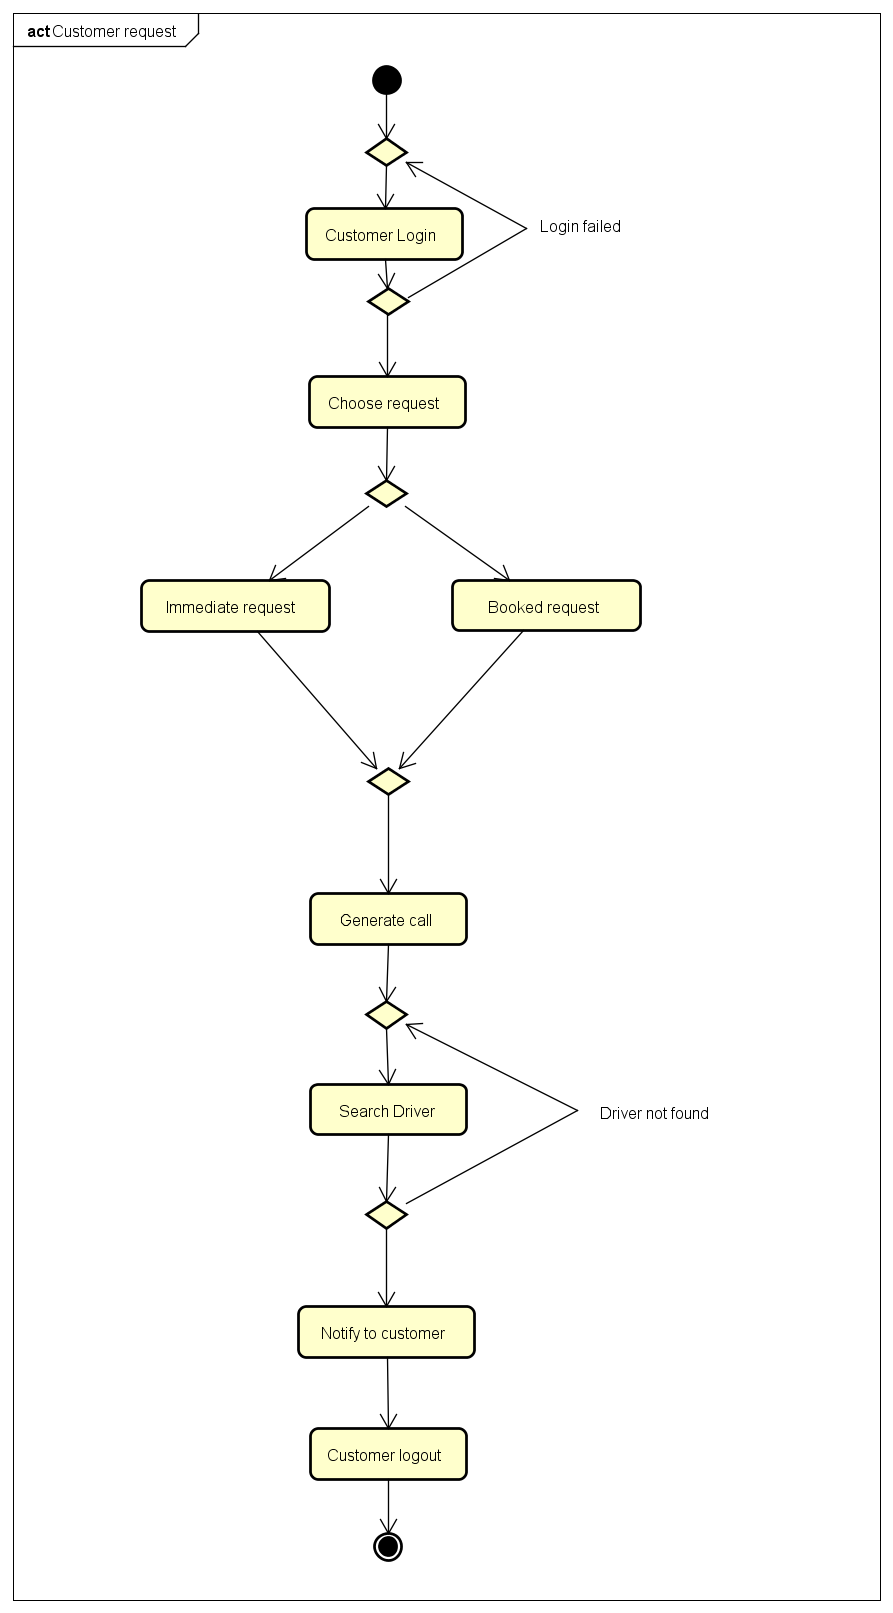 act Customer request
Customer Login
Login failed
Choose request
Immediate request
Booked request
Generate call
Search Driver
Driver not found
Notify to customer
Customer logout